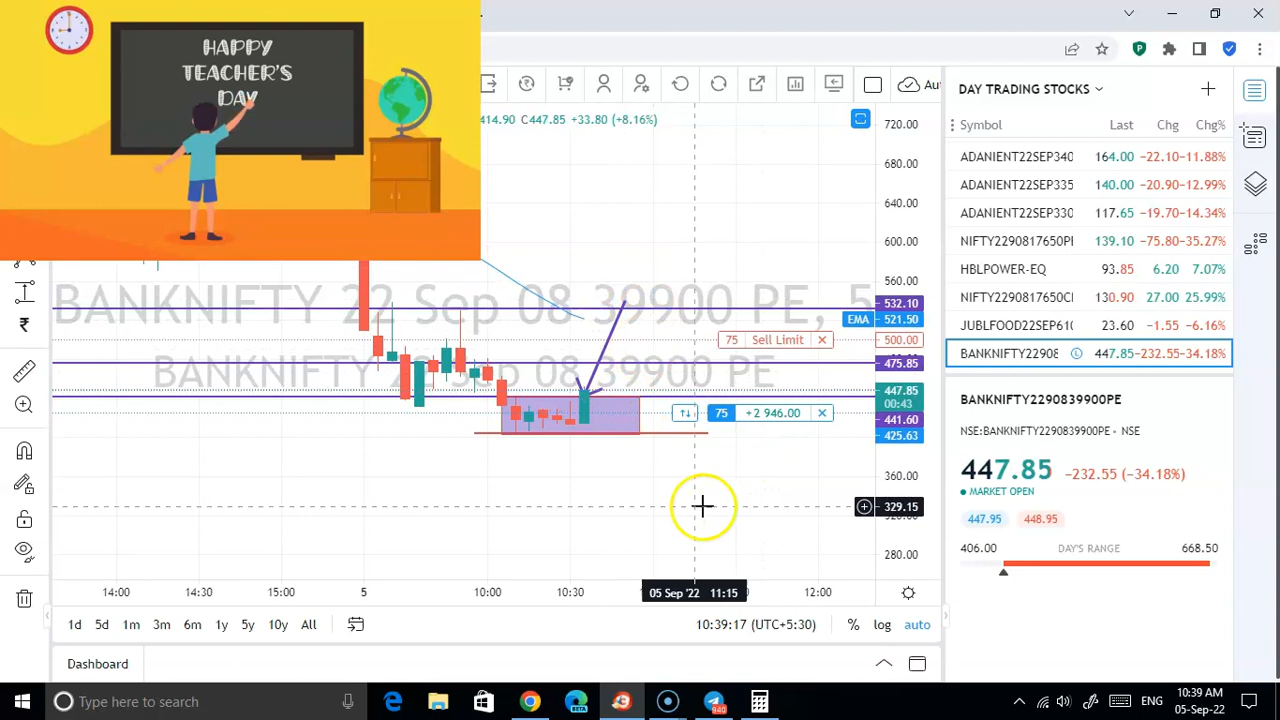 HAPPY
TEACHER'S
DAY
414.90 C447.85 +33.80 (+8.16%)
BANKNIFTY 22 Sep 08 39900 PE, 5
BANKNIFTY 22 Sep 08 39900 PE
720.00
680.00
640.00
600.00
560.00
532.10
EMA 521.50
75 Sell Limit 500.00
475.85
447.85
00:43
75 +2 946.00
441.60
425.63
360.00
329.15
280.00
14:00 14:30 15:00 5 10:00 10:30 05 Sep '22 11:15 12:00
1d 5d 1m 3m 6m 1y 5y 10y All 10:39:17 (UTC+5:30) % log auto
Dashboard
DAY TRADING STOCKS
Symbol Last Chg Chg%
ADANIENT22SEP340 164.00 −22.10 −11.88%
ADANIENT22SEP335 140.00 −20.90 −12.99%
ADANIENT22SEP330 117.65 −19.70 −14.34%
NIFTY2290817650PI 139.10 −75.80 −35.27%
HBLPOWER-EQ 93.85 6.20 7.07%
NIFTY2290817650C 130.90 27.00 25.99%
JUBLFOOD22SEP61( 23.60 −1.55 −6.16%
BANKNIFTY22908 447.85 −232.55 −34.18%
BANKNIFTY2290839900PE
NSE:BANKNIFTY2290839900PE • NSE
447.85 −232.55 (−34.18%)
MARKET OPEN
447.95 448.95
406.00 DAY'S RANGE 668.50
Type here to search
940
ENG
10:39 AM
05-Sep-22